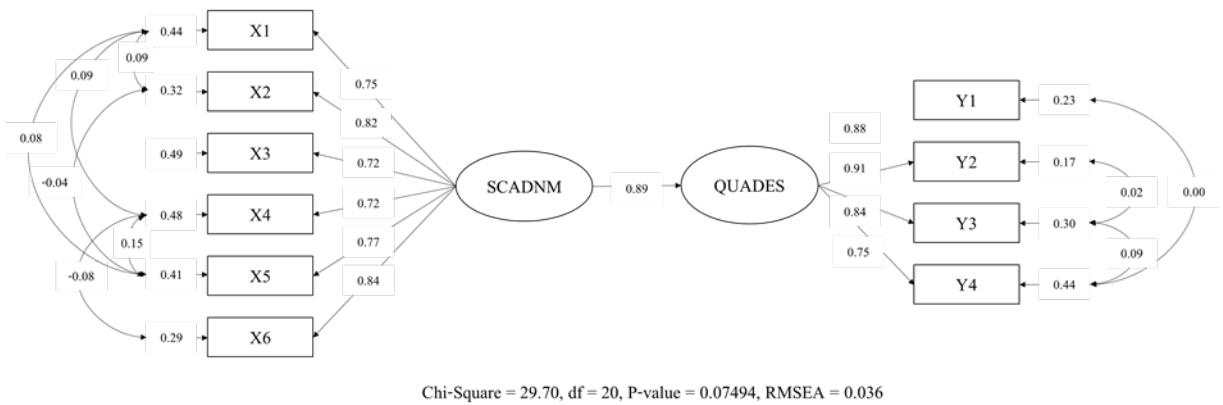 0.44 X1
0.09
0.09
0.75
0.32 X2
0.82
0.08
0.49 X3
0.72
-0.04
0.72
0.48 X4
0.15
0.77
-0.08
0.41 X5
0.84
0.29 X6
SCADNM
0.89
QUADES
0.88
0.91
0.84
0.75
Y1 0.23
Y2 0.17
0.02
0.00
Y3 0.30
0.09
Y4 0.44
Chi-Square = 29.70, df = 20, P-value = 0.07494, RMSEA = 0.036